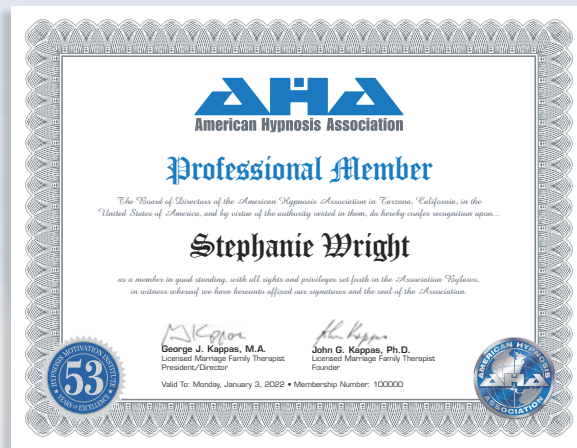 AHA
American Hypnosis Association
Professional Member
The Board of Directors of the American Hypnosis Association in Tarzana, California, in the
United States of America, and by virtue of the authority vested in them, do hereby confer recognition upon...
Stephanie Wright
as a member in good standing, with all rights and privileges set forth in the Association Bylaws,
in witness whereof we have hereunto affixed our signatures and the seal of the Association.
George J. Kappas, M.A.
Licensed Marriage Family Therapist
President/Director
John G. Kappas, Ph.D.
Licensed Marriage Family Therapist
Founder
Valid To: Monday, January 3, 2022 • Membership Number: 100000
HYPNOSIS MOTIVATION INSTITUTE
53
YEARS OF EXCELLENCE
AMERICAN HYPNOSIS
AHA
ASSOCIATION